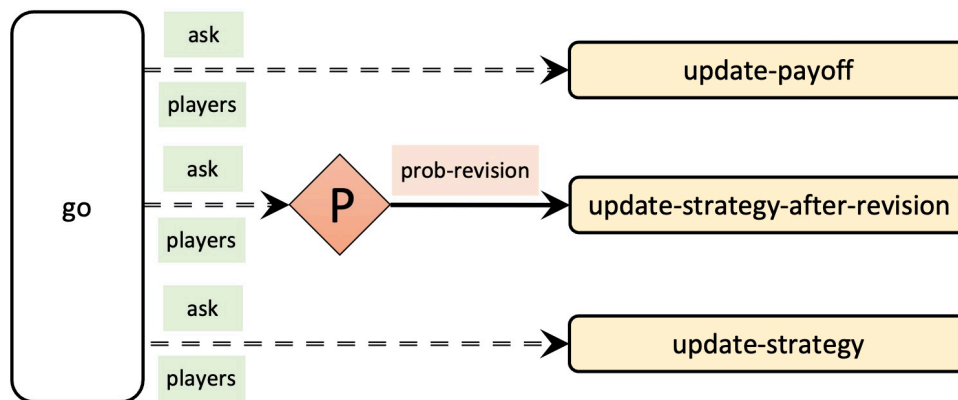 ask
update-payoff
players
ask
prob-revision
go
P
update-strategy-after-revision
players
ask
update-strategy
players